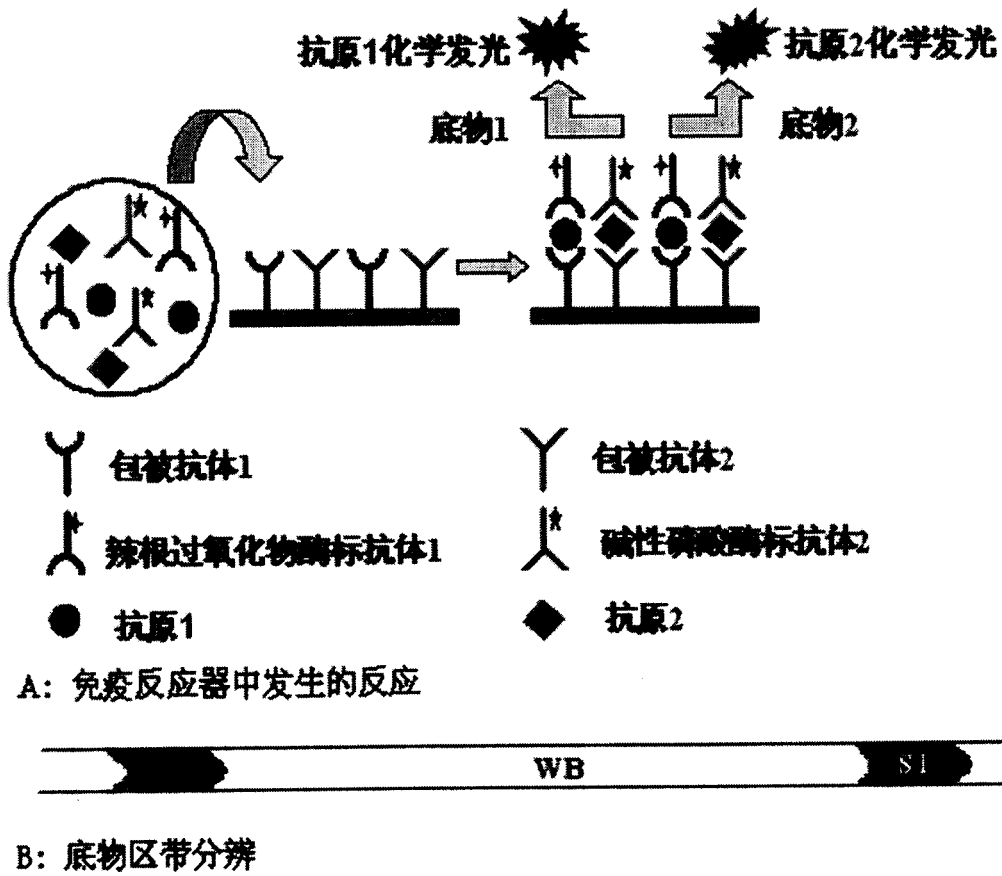 抗原1化学发光
抗原2化学发光
底物1
底物2
包被抗体1
包被抗体2
辣根过氧化物酶标抗体1
碱性磷酸酶标抗体2
抗原1
抗原2
A: 免疫反应器中发生的反应
WB
S1
B: 底物区带分辨